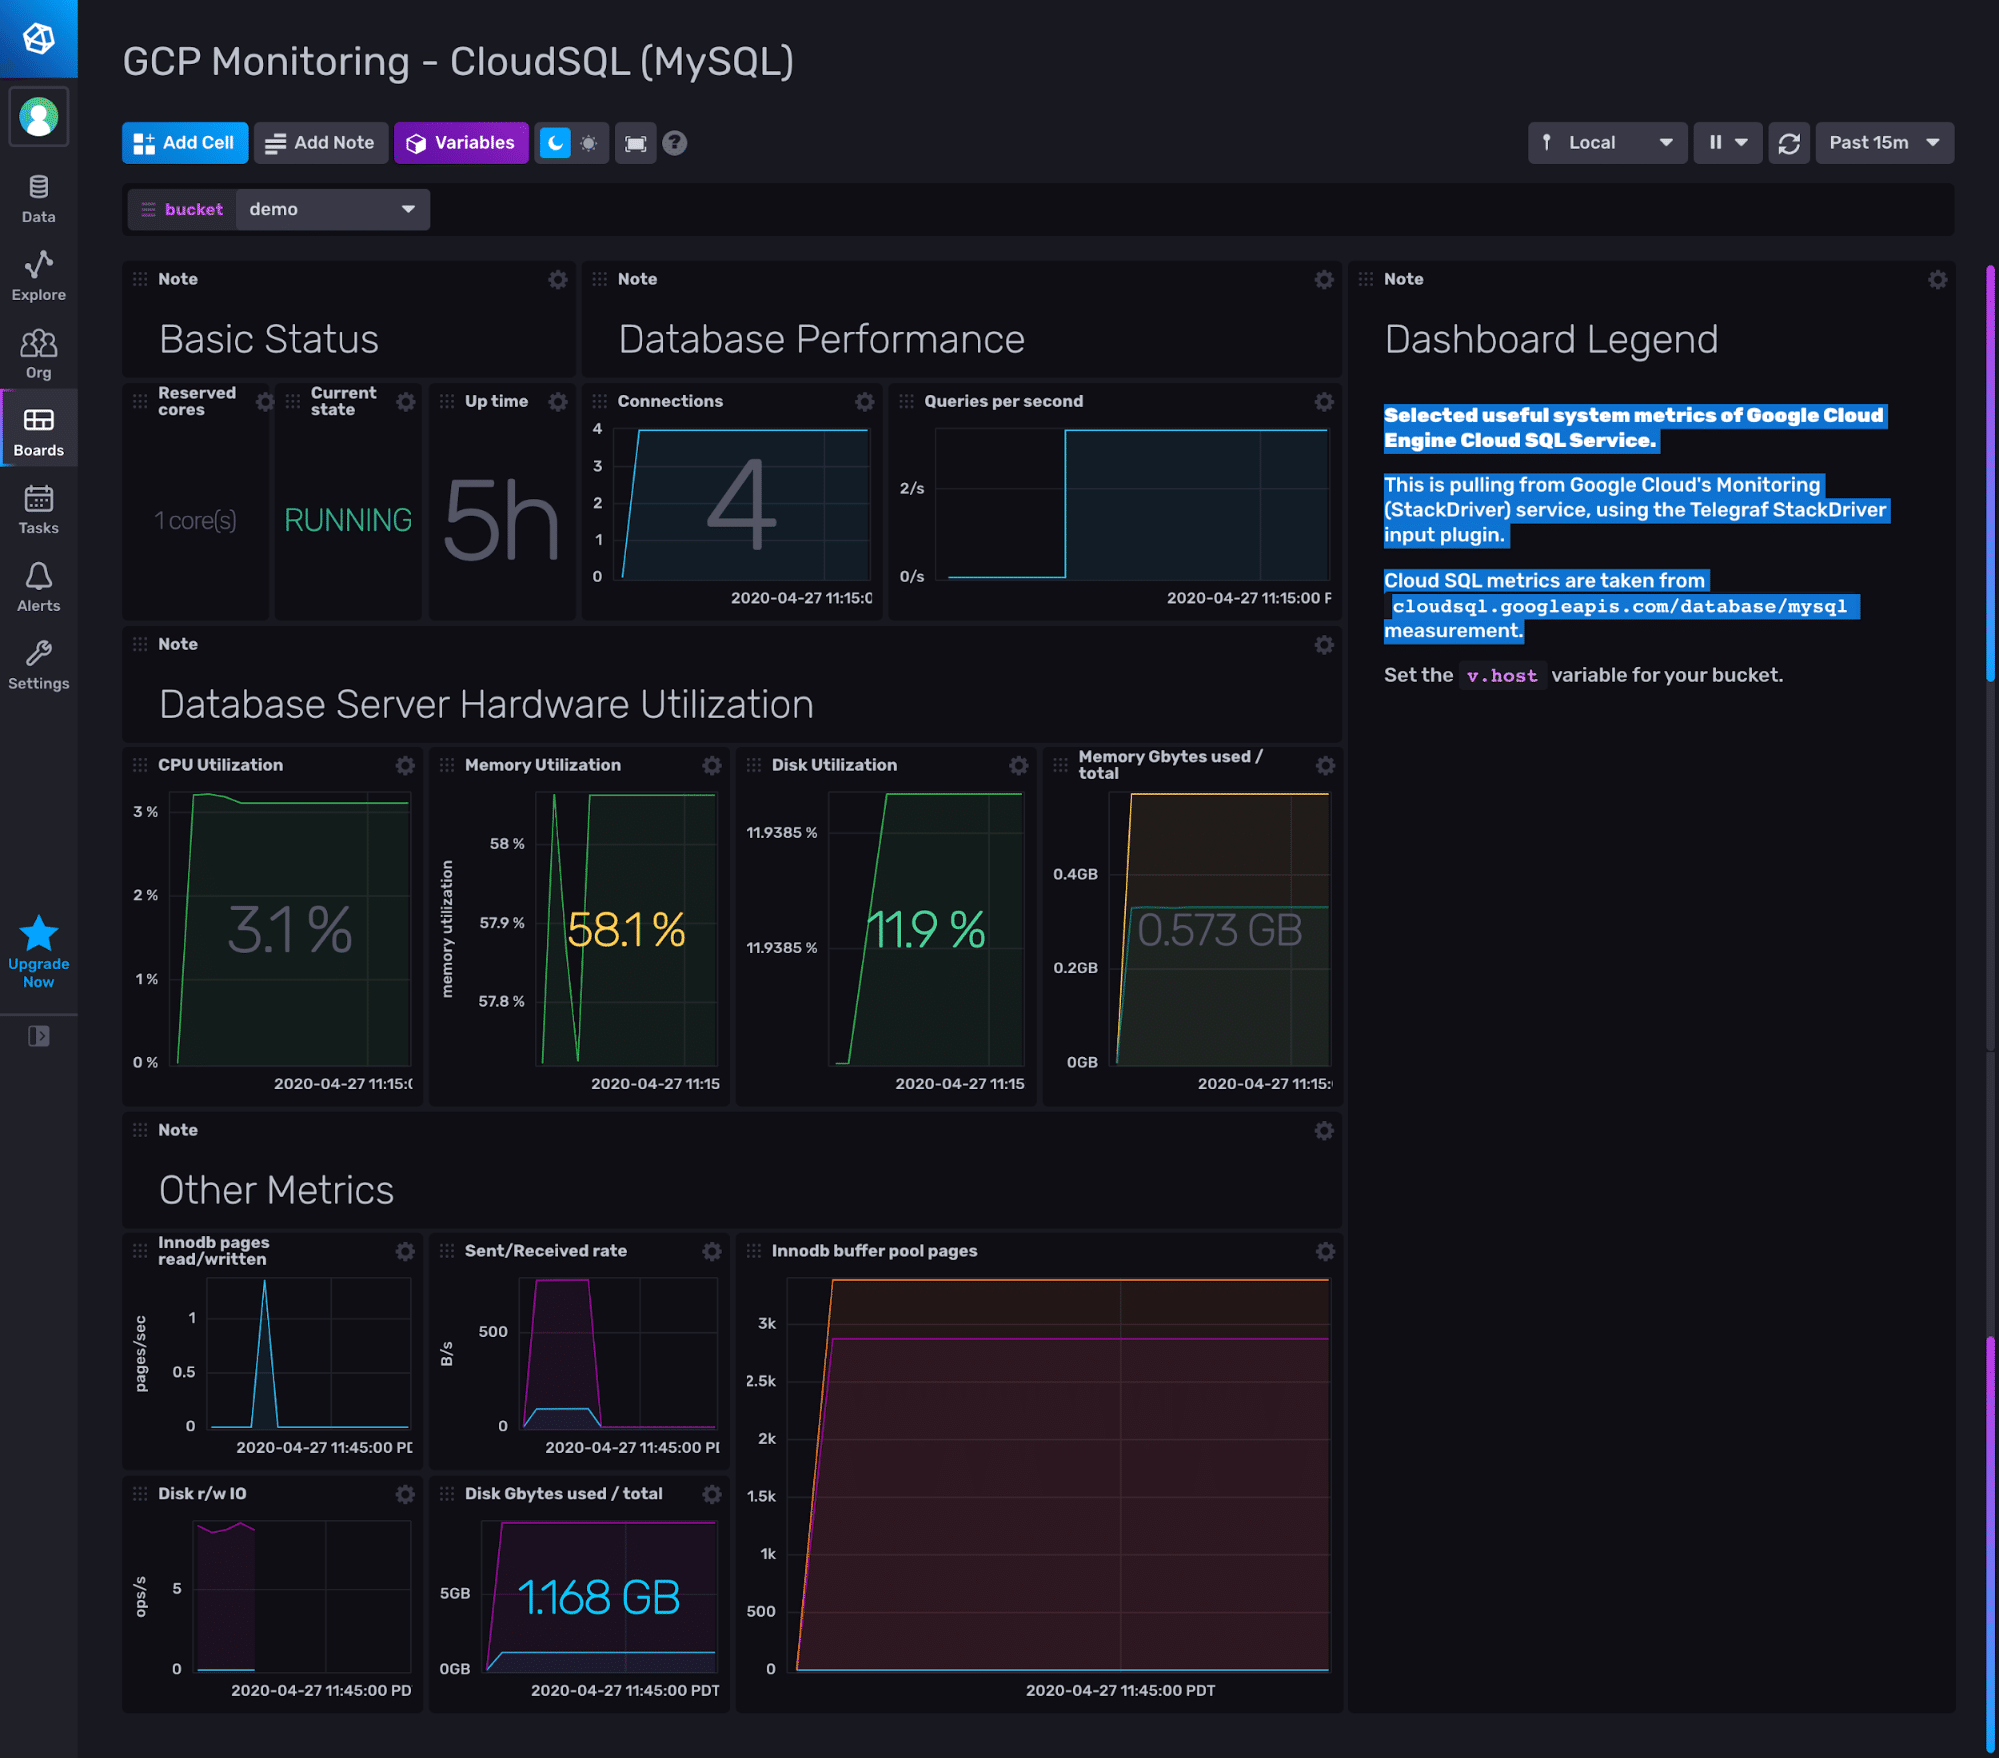 GCP Monitoring - CloudSQL (MySQL)
Add Cell
Add Note
Variables
Local
Past 15m
bucket
demo
Data
Explore
Org
Boards
Tasks
Alerts
Settings
Upgrade
Now
Note
Basic Status
Note
Database Performance
Note
Dashboard Legend
Selected useful system metrics of Google Cloud
Engine Cloud SQL Service.
This is pulling from Google Cloud's Monitoring
(StackDriver) service, using the Telegraf StackDriver
input plugin.
Cloud SQL metrics are taken from
cloudsql.googleapis.com/database/mysql
measurement.
Set the v.host variable for your bucket.
Reserved
cores
1 core(s)
Current
state
RUNNING
Up time
5h
Connections
4
3
2
1
0
4
2020-04-27 11:15:0
Queries per second
2/s
0/s
2020-04-27 11:15:00 P
Note
Database Server Hardware Utilization
CPU Utilization
3 %
2 %
1 %
0 %
3.1 %
2020-04-27 11:15:0
Memory Utilization
memory utilization
58 %
57.9 %
57.8 %
58.1 %
2020-04-27 11:15
Disk Utilization
11.9385 %
11.9385 %
11.9 %
2020-04-27 11:15
Memory Gbytes used /
total
0.4GB
0.2GB
0GB
0.573 GB
2020-04-27 11:15:
Note
Other Metrics
Innodb pages
read/written
pages/sec
1
0.5
0
2020-04-27 11:45:00 PD
Sent/Received rate
B/s
500
0
2020-04-27 11:45:00 PD
Innodb buffer pool pages
3k
2.5k
2k
1.5k
1k
500
0
2020-04-27 11:45:00 PDT
Disk r/w IO
ops/s
5
0
2020-04-27 11:45:00 PD
Disk Gbytes used / total
5GB
0GB
1.168 GB
2020-04-27 11:45:00 PDT